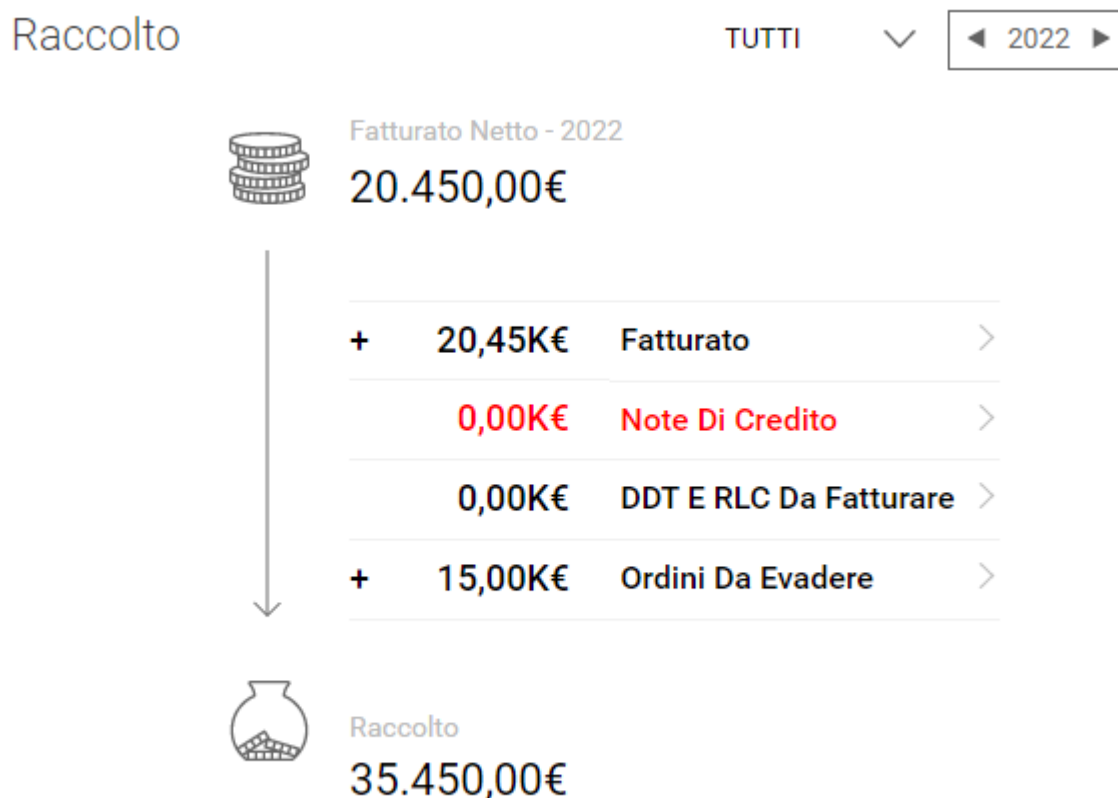 Raccolto TUTTI 2022
Fatturato Netto - 2022
20.450,00€
+ 20,45K€ Fatturato
0,00K€ Note Di Credito
0,00K€ DDT E RLC Da Fatturare
+ 15,00K€ Ordini Da Evadere
Raccolto
35.450,00€